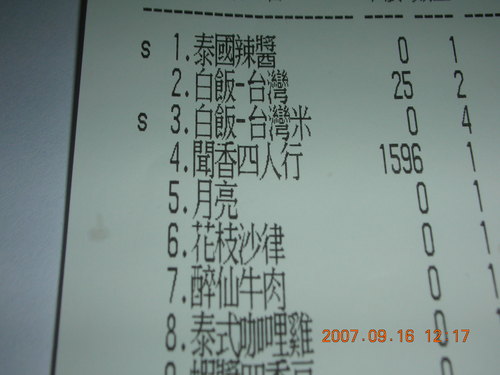 s 1.泰國辣醬 0 1
2.白飯-台灣 25 2
s 3.白飯-台灣米 0 4
4.聞香四人行 1596 1
5.月亮 0 1
6.花枝沙律 0 1
7.醉仙牛肉 0 1
8.泰式咖哩雞 0 1
2007.09.16 12:17